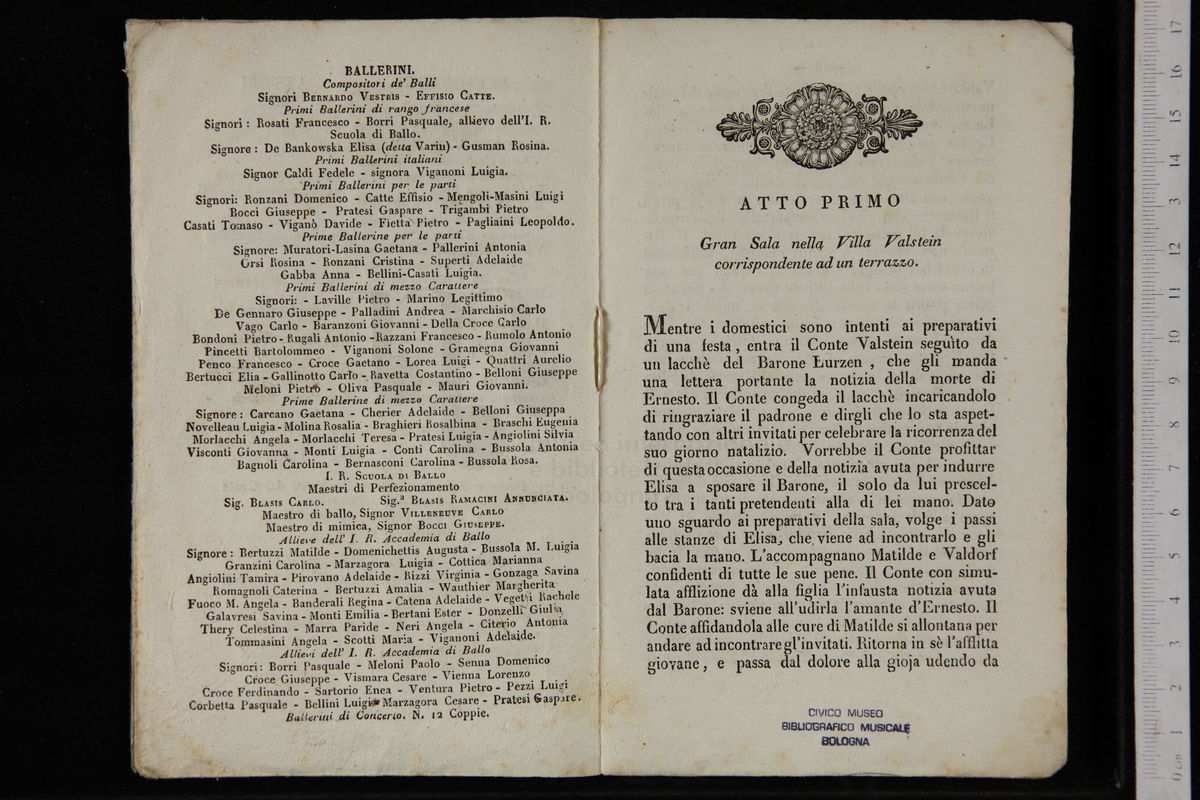 BALLERINI.
Compositori de' Balli
Signori Bernardo Vestris - Effisio Catte.
Primi Ballerini di rango francese
Signori : Rosati Francesco - Borri Pasquale, allievo dell'I. R.
Scuola di Ballo.
Signore : De Bankowska Elisa (detta Varin) - Gusman Rosina.
Primi Ballerini italiani
Signor Caldi Fedele - signora Viganoni Luigia.
Primi Ballerini per le parti
Signori: Ronzani Domenico - Catte Effisio - Mengoli-Masini Luigi
Bocci Giuseppe - Pratesi Gaspare - Trigambi Pietro
Casati Tomaso - Viganò Davide - Fietta Pietro - Pagliaini Leopoldo.
Prime Ballerine per le parti
Signore: Muratori-Lasina Gaetana - Pallerini Antonia
Orsi Rosina - Ronzani Cristina - Superti Adelaide
Gabba Anna - Bellini-Casati Luigia.
Primi Ballerini di mezzo Carattere
Signori: - Laville Pietro - Marino Legittimo
De Gennaro Giuseppe - Palladini Andrea - Marchisio Carlo
Vago Carlo - Baranzoni Giovanni - Della Croce Carlo
Bondoni Pietro - Rugali Antonio - Razzani Francesco - Rumolo Antonio
Pincetti Bartolommeo - Viganoni Solone - Gramegna Giovanni
Penco Francesco - Croce Gaetano - Lorea Luigi - Quattri Aurelio
Bertucci Elia - Gallinotto Carlo - Ravetta Costantino - Belloni Giuseppe
Meloni Pietro - Oliva Pasquale - Mauri Giovanni.
Prime Ballerine di mezzo Carattere
Signore : Carcano Gaetana - Cherier Adelaide - Belloni Giuseppa
Novelleau Luigia - Molina Rosalia - Braghieri Rosalbina - Braschi Eugenia
Morlacchi Angela - Morlacchi Teresa - Pratesi Luigia - Angiolini Silvia
Visconti Giovanna - Monti Luigia - Conti Carolina - Bussola Antonia
Bagnoli Carolina - Bernasconi Carolina - Bussola Rosa.
I. R. Scuola di Ballo
Maestri di Perfezionamento
Sig. Blasis Carlo. Sig.ª Blasis Ramacini Annunciata.
Maestro di ballo, Signor Villeneuve Carlo
Maestro di mimica, Signor Bocci Giuseppe.
Allieve dell' I. R. Accademia di Ballo
Signore : Bertuzzi Matilde - Domenichettis Augusta - Bussola M. Luigia
Granzini Carolina - Marzagora Luigia - Cottica Marianna
Angiolini Tamira - Pirovano Adelaide - Rizzi Virginia - Gonzaga Savina
Romagnoli Caterina - Bertuzzi Amalia - Wauthier Margherita
Fuoco M. Angela - Banderali Regina - Catena Adelaide - Vegetti Rachele
Galavresi Savina - Monti Emilia - Bertani Ester - Donzelli Giulia
Thery Celestina - Marra Paride - Neri Angela - Citerio Antonia
Tommasini Angela - Scotti Maria - Viganoni Adelaide.
Allievi dell' I. R. Accademia di Ballo
Signori: Borri Pasquale - Meloni Paolo - Senna Domenico
Croce Giuseppe - Vismara Cesare - Vienna Lorenzo
Croce Ferdinando - Sartorio Enea - Ventura Pietro - Pezzi Luigi
Corbetta Pasquale - Bellini Luigi - Marzagora Cesare - Pratesi Gaspare.
Ballerini di Concerto. N. 12 Coppie.
ATTO PRIMO
Gran Sala nella Villa Valstein
corrispondente ad un terrazzo.
Mentre i domestici sono intenti ai preparativi
di una festa , entra il Conte Valstein seguito da
un lacchè del Barone Lurzen , che gli manda
una lettera portante la notizia della morte di
Ernesto. Il Conte congeda il lacchè incaricandolo
di ringraziare il padrone e dirgli che lo sta aspet-
tando con altri invitati per celebrare la ricorrenza del
suo giorno natalizio. Vorrebbe il Conte profittar
di questa occasione e della notizia avuta per indurre
Elisa a sposare il Barone, il solo da lui prescel-
to tra i tanti pretendenti alla di lei mano. Dato
uno sguardo ai preparativi della sala, volge i passi
alle stanze di Elisa, che viene ad incontrarlo e gli
bacia la mano. L'accompagnano Matilde e Valdorf
confidenti di tutte le sue pene. Il Conte con simu-
lata afflizione dà alla figlia l'infausta notizia avuta
dal Barone: sviene all'udirla l'amante d'Ernesto. Il
Conte affidandola alle cure di Matilde si allontana per
andare ad incontrare gl'invitati. Ritorna in sè l'afflitta
giovane , e passa dal dolore alla gioja udendo da
CIVICO MUSEO
BIBLIOGRAFICO MUSICALE
BOLOGNA